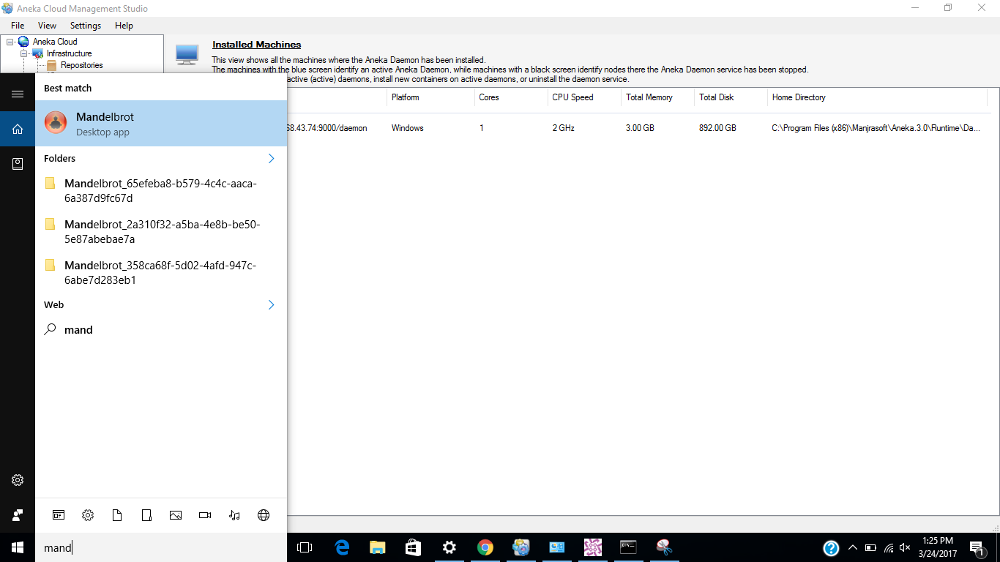 Aneka Cloud Management Studio
File View Settings Help
Aneka Cloud
Infrastructure
Repositories
Installed Machines
This view shows all the machines where the Aneka Daemon has been installed.
The machines with the blue screen identify an active Aneka Daemon, while machines with a black screen identify nodes there the Aneka Daemon service has been stopped.
active (active) daemons, install new containers on active daemons, or uninstall the daemon service.
Platform Cores CPU Speed Total Memory Total Disk Home Directory
68.43.74:9000/daemon Windows 1 2 GHz 3.00 GB 892.00 GB C:\Program Files (x86)\Manjrasoft\Aneka.3.0\Runtime\Da...
Best match
Mandelbrot
Desktop app
Folders
Mandelbrot_65efeba8-b579-4c4c-aaca-
6a387d9fc67d
Mandelbrot_2a310f32-a5ba-4e8b-be50-
5e87abebae7a
Mandelbrot_358ca68f-5d02-4afd-947c-
6abe7d283eb1
Web
mand
mand
1:25 PM
3/24/2017
1